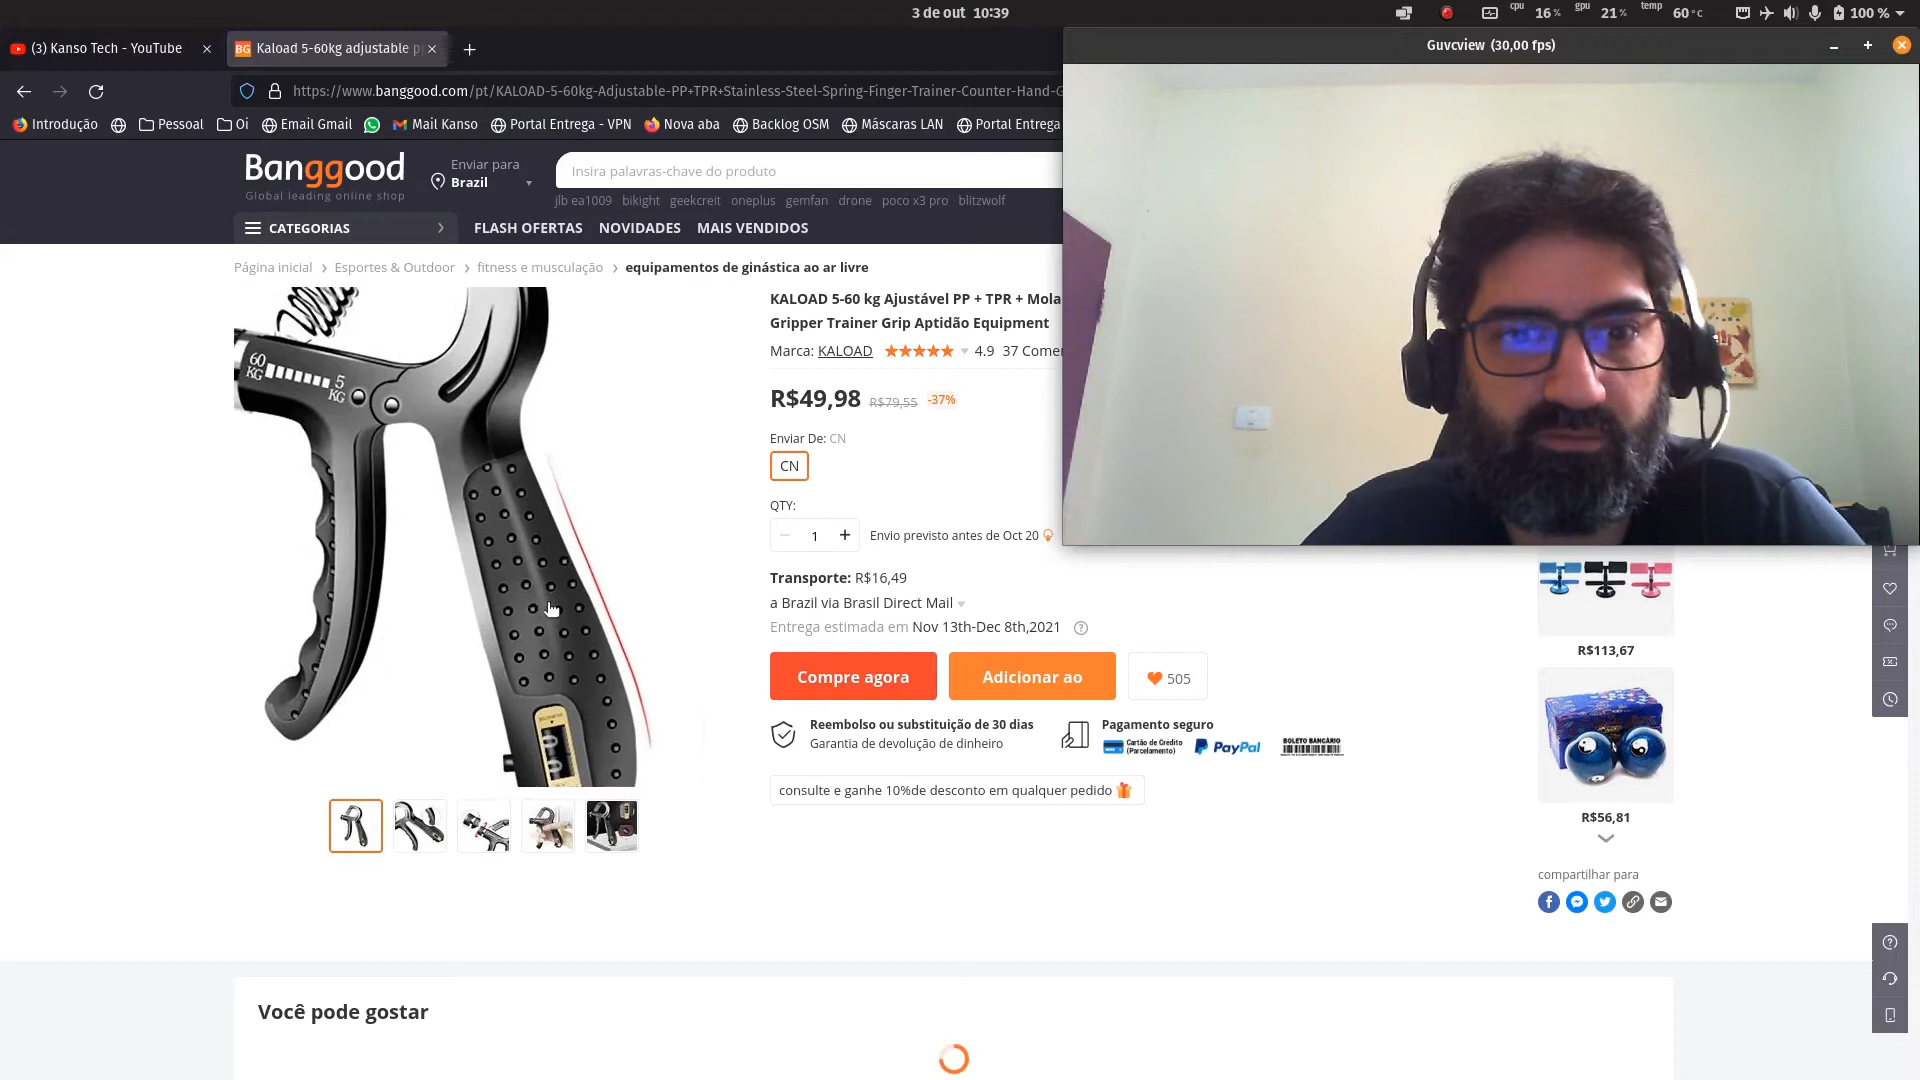 3 de out 10:39
cpu 16 % gpu 21 % temp 60°C 100 %
(3) Kanso Tech - YouTube
BG Kaload 5-60kg adjustable p
Guvcview (30,00 fps)
https://www.banggood.com/pt/KALOAD-5-60kg-Adjustable-PP+TPR+Stainless-Steel-Spring-Finger-Trainer-Counter-Hand-G
Introdução
Pessoal
Oi
Email Gmail
Mail Kanso
Portal Entrega - VPN
Nova aba
Backlog OSM
Máscaras LAN
Portal Entrega
Banggood
Global leading online shop
Enviar para
Brazil
Insira palavras-chave do produto
jlb ea1009 bikight geekcreit oneplus gemfan drone poco x3 pro blitzwolf
CATEGORIAS
FLASH OFERTAS NOVIDADES MAIS VENDIDOS
Página inicial > Esportes & Outdoor > fitness e musculação > equipamentos de ginástica ao ar livre
60 KG
5 KG
KALOAD 5-60 kg Ajustável PP + TPR + Mola
Gripper Trainer Grip Aptidão Equipment
Marca: KALOAD 4.9 37 Comer
R$49,98 R$79,55 -37%
Enviar De: CN
CN
QTY:
1
Envio previsto antes de Oct 20
Transporte: R$16,49
a Brazil via Brasil Direct Mail
Entrega estimada em Nov 13th-Dec 8th,2021
Compre agora
Adicionar ao
505
Reembolso ou substituição de 30 dias
Garantia de devolução de dinheiro
Pagamento seguro
Cartão de Credito (Parcelamento)
PayPal
BOLETO BANCÁRIO
consulte e ganhe 10%de desconto em qualquer pedido
R$113,67
R$56,81
compartilhar para
Você pode gostar